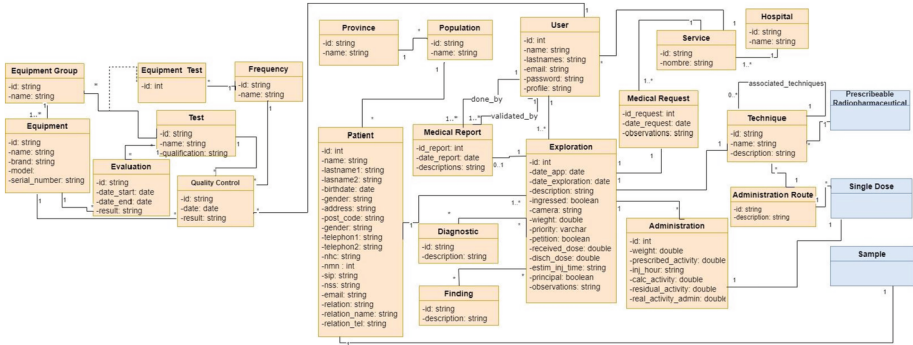 Province
-id: string
-name: string
*
*
Population
-id: string
-name: string
1
User
-id: int
-name: string
-lastnames: string
-email: string
-password: string
-profile: string
Service
-id: string
-nombre: string
Hospital
-id: string
-name: string
1
1..*
Equipment Group
-id: string
-name: string
Equipment Test
-id: int
Frequency
-id: string
-name: string
Test
-id: string
-name: string
-qualification: string
Equipment
-id: string
-name: string
-brand: string
-model:
-serial_number: string
Evaluation
-id: string
-date_start: date
-date_end: date
-result: string
Quality Control
-id: string
-date: date
-result: string
Patient
-id: int
-name: string
-lastname1: string
-lasname2: string
-birthdate: date
-gender: string
-address: string
-post_code: string
-gender: string
-telephon1: string
-telephon2: string
-nhc: string
-nmn : int
-sip: string
-nss: string
-email: string
-relation: string
-relation_name: string
-relation_tel: string
done_by
validated_by
Medical Report
-id_report: int
-date_report: date
-descriptions: string
0..1
Diagnostic
-id: string
-description: string
Finding
-id: string
-description: string
Exploration
-id: int
-date_app: date
-date_exploration: date
-description: string
-ingressed: boolean
-camera: string
-wieght: double
-priority: varchar
-petition: boolean
-received_dose: double
-disch_dose: double
-estim_inj_time: string
-principal: boolean
-observations: string
Medical Request
-id_request: int
-date_request: date
-observations: string
Administration
-id: int
-weight: double
-prescribed_activity: double
-inj_hour: string
-calc_activity: double
-residual_activity: double
-real_activity_admin: double
associated_techniques
0..*
Technique
-id: string
-name: string
-description: string
Administration Route
-id: string
-description: string
Prescribeable
Radiopharmaceutical
Single Dose
Sample